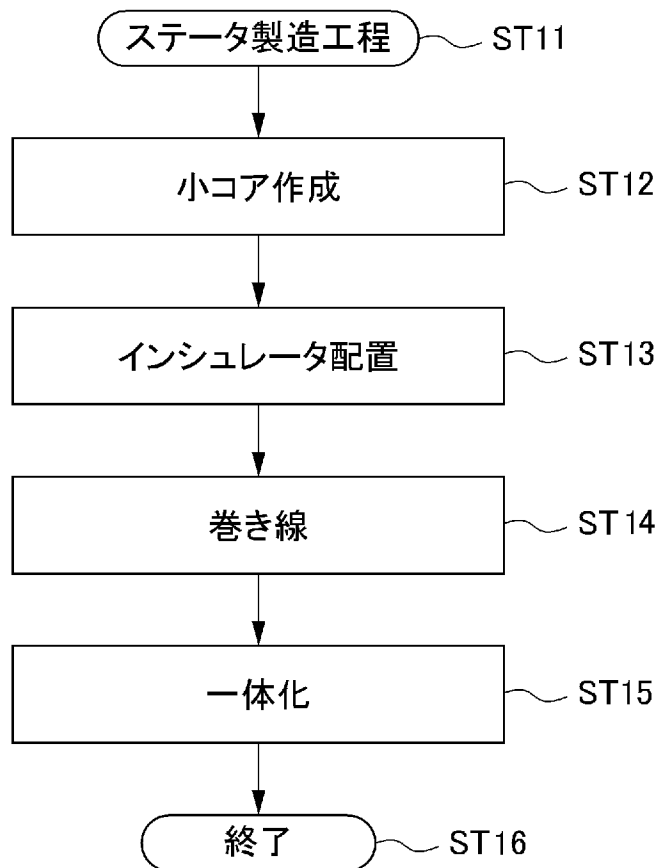 ステータ製造工程 ST11
小コア作成 ST12
インシュレータ配置 ST13
巻き線 ST14
一体化 ST15
終了 ST16